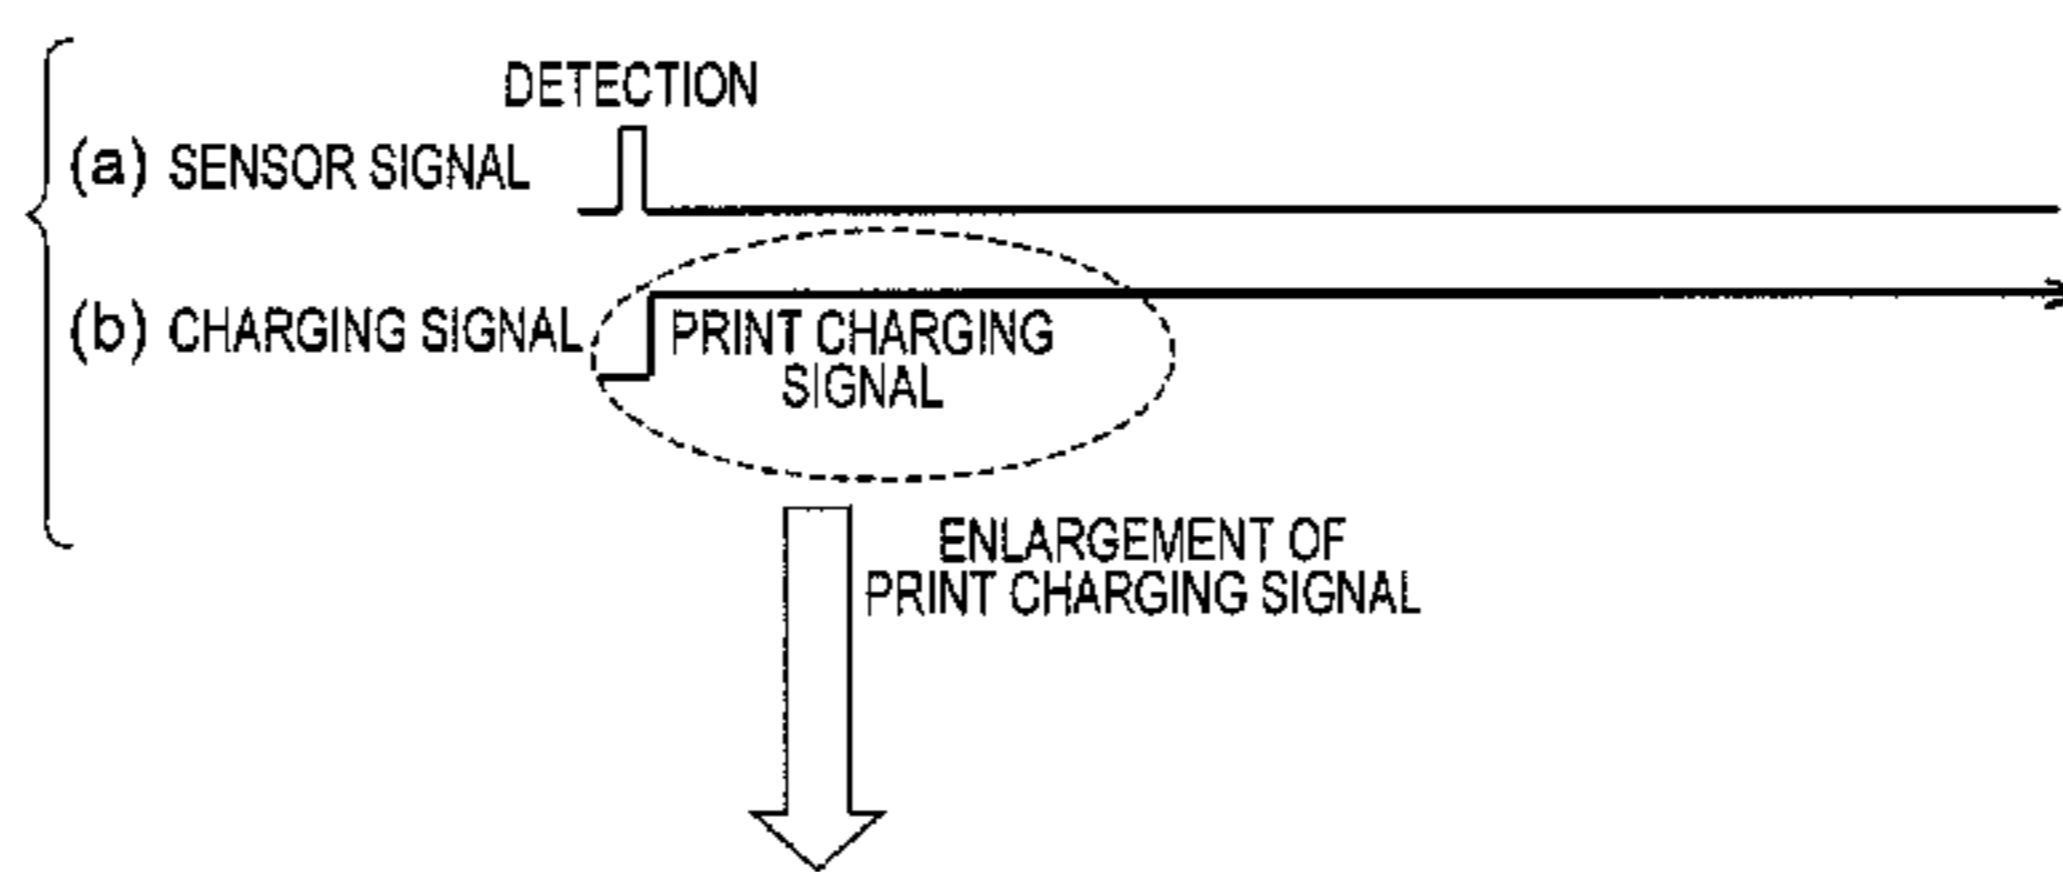 DETECTION
(a) SENSOR SIGNAL
(b) CHARGING SIGNAL
PRINT CHARGING
SIGNAL
ENLARGEMENT OF
PRINT CHARGING SIGNAL